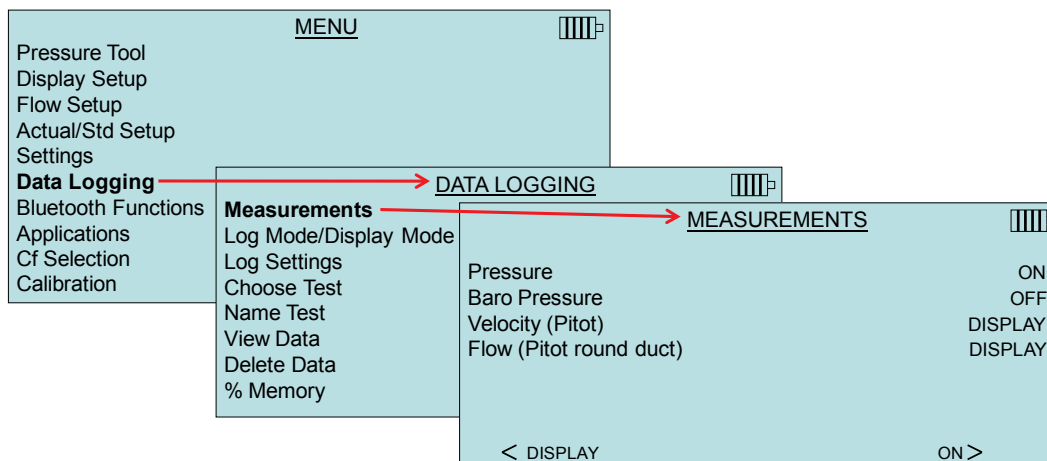 MENU
Pressure Tool
Display Setup
Flow Setup
Actual/Std Setup
Settings
Data Logging
Bluetooth Functions
Applications
Cf Selection
Calibration
DATA LOGGING
Measurements
Log Mode/Display Mode
Log Settings
Choose Test
Name Test
View Data
Delete Data
% Memory
MEASUREMENTS
Pressure ON
Baro Pressure OFF
Velocity (Pitot) DISPLAY
Flow (Pitot round duct) DISPLAY
< DISPLAY ON >